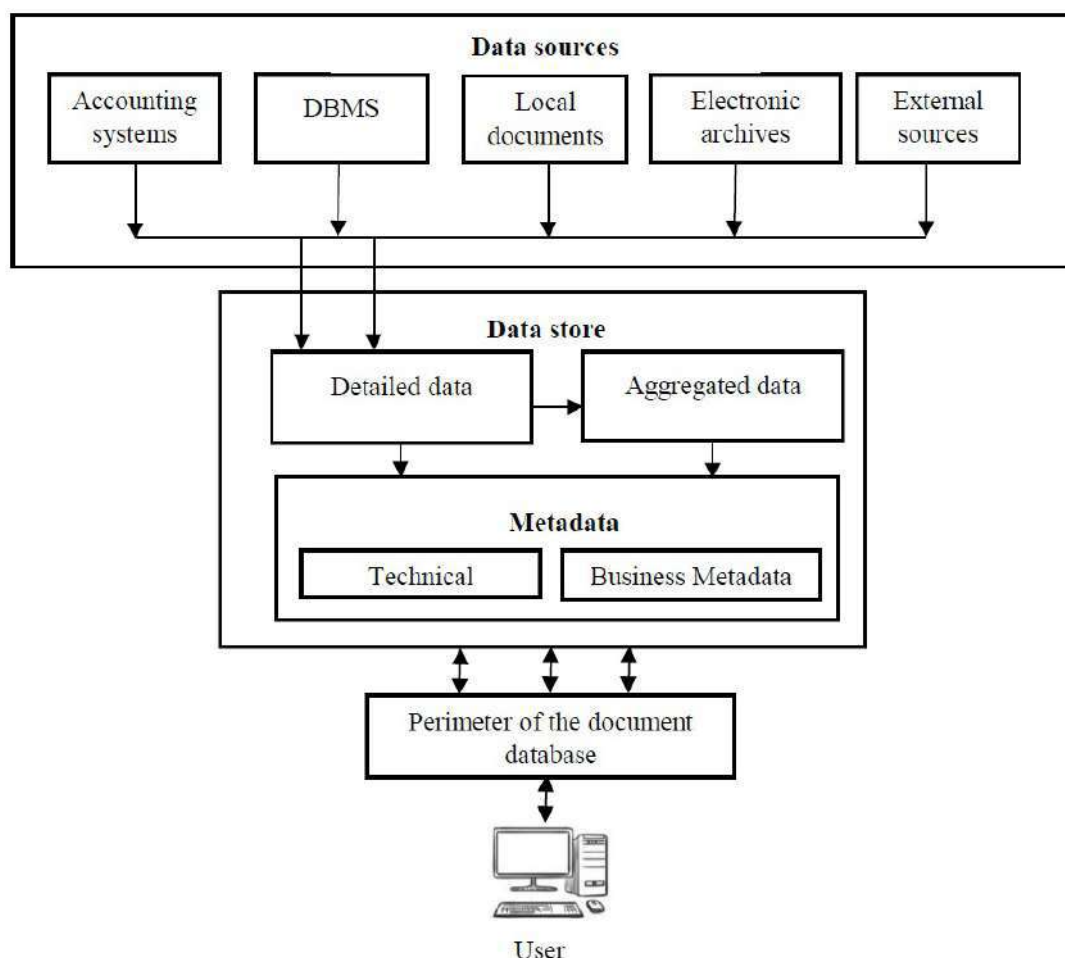 Data sources
Accounting
systems
DBMS
Local
documents
Electronic
archives
External
sources
Data store
Detailed data
Aggregated data
Metadata
Technical
Business Metadata
Perimeter of the document
database
User